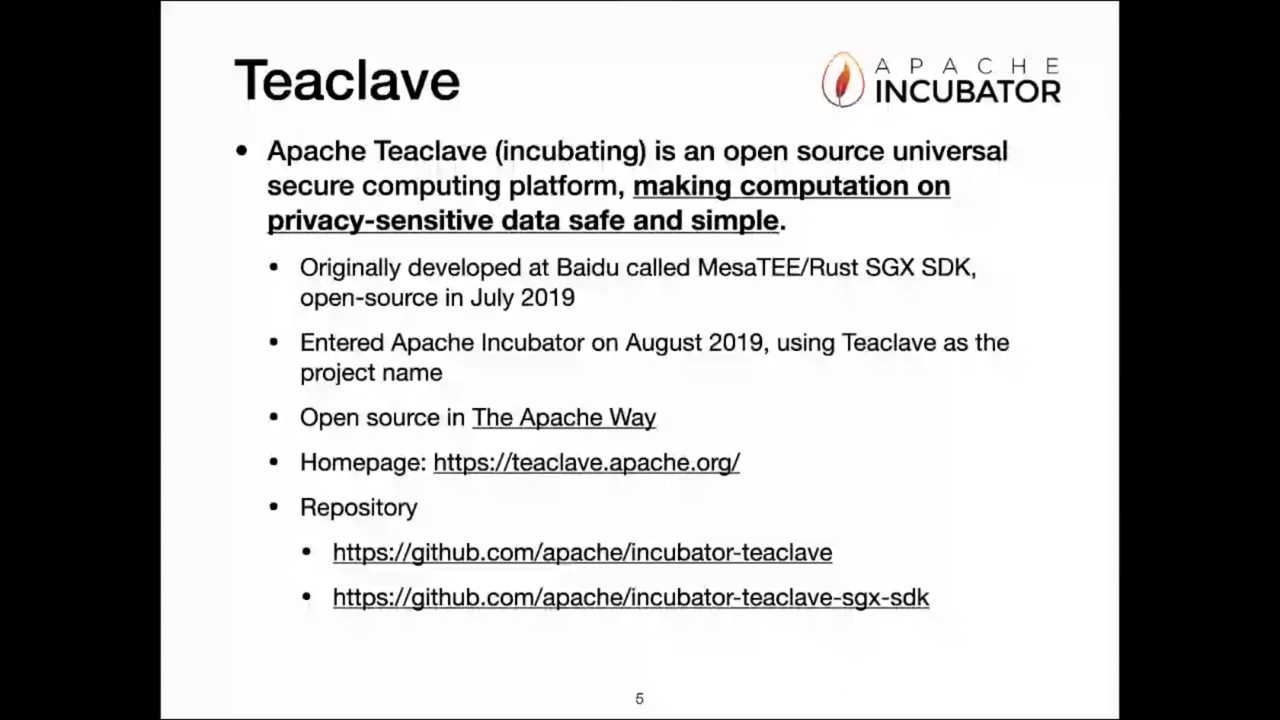 Teaclave
APACHE
INCUBATOR
• Apache Teaclave (incubating) is an open source universal
secure computing platform, making computation on
privacy-sensitive data safe and simple.
• Originally developed at Baidu called MesaTEE/Rust SGX SDK,
open-source in July 2019
• Entered Apache Incubator on August 2019, using Teaclave as the
project name
• Open source in The Apache Way
• Homepage: https://teaclave.apache.org/
• Repository
• https://github.com/apache/incubator-teaclave
• https://github.com/apache/incubator-teaclave-sgx-sdk
5